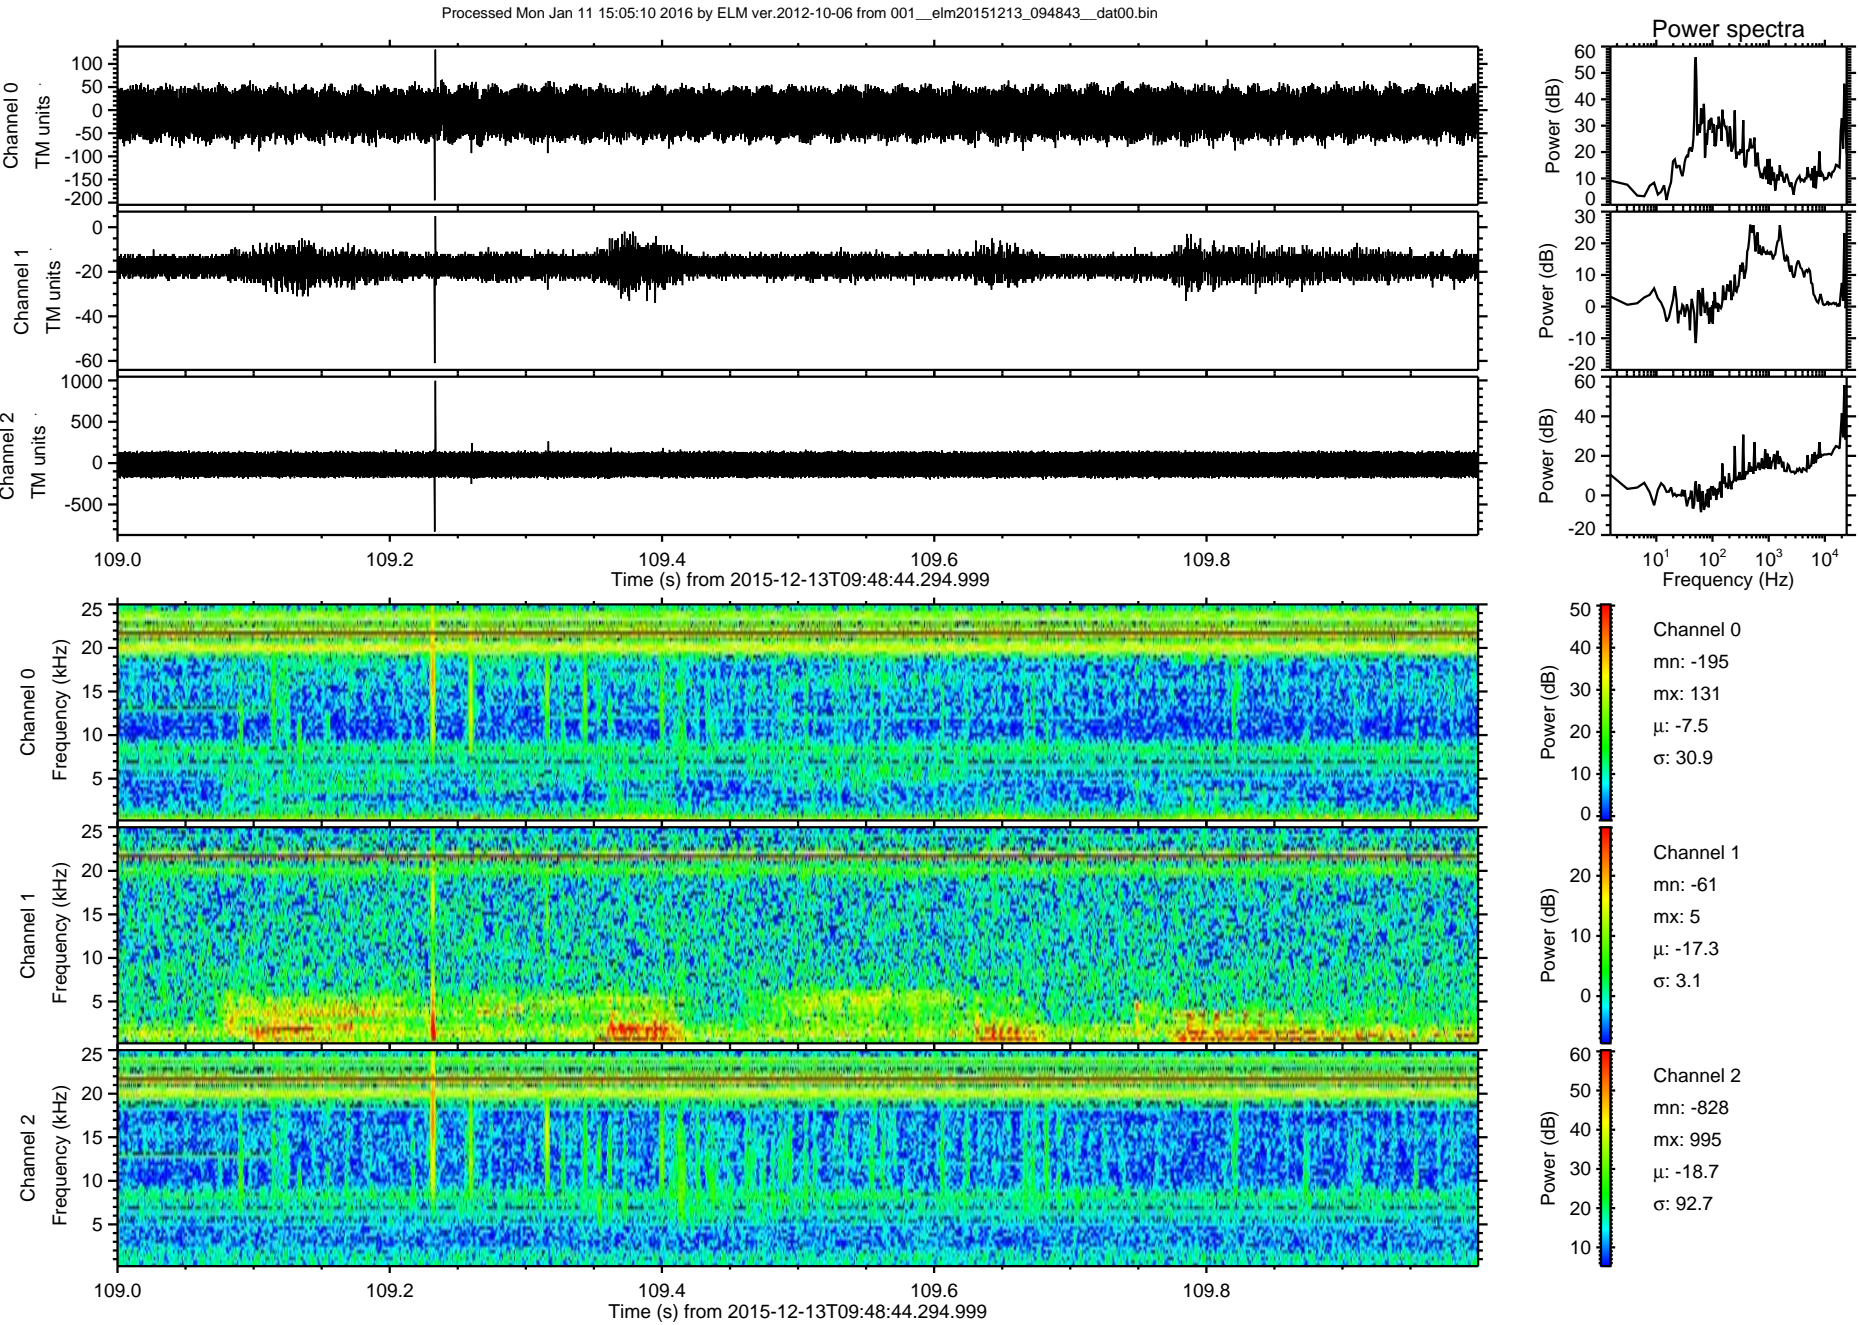 Processed Mon Jan 11 15:05:10 2016 by ELM ver.2012-10-06 from 001__elm20151213_094843__dat00.bin
Power spectra
Channel 0
TM units
100
50
0
-50
-100
-150
-200
Power (dB)
60
50
40
30
20
10
0
Channel 1
TM units
0
-20
-40
-60
Power (dB)
30
20
10
0
-10
-20
Channel 2
TM units
1000
500
0
-500
Power (dB)
60
40
20
0
-20
109.0 109.2 109.4 109.6 109.8
Time (s) from 2015-12-13T09:48:44.294.999
10^1 10^2 10^3 10^4
Frequency (Hz)
Channel 0
Frequency (kHz)
25
20
15
10
5
Power (dB)
50
40
30
20
10
0
Channel 0
mn: -195
mx: 131
μ: -7.5
σ: 30.9
Channel 1
Frequency (kHz)
25
20
15
10
5
Power (dB)
20
10
0
Channel 1
mn: -61
mx: 5
μ: -17.3
σ: 3.1
Channel 2
Frequency (kHz)
25
20
15
10
5
Power (dB)
60
50
40
30
20
10
Channel 2
mn: -828
mx: 995
μ: -18.7
σ: 92.7
109.0 109.2 109.4 109.6 109.8
Time (s) from 2015-12-13T09:48:44.294.999